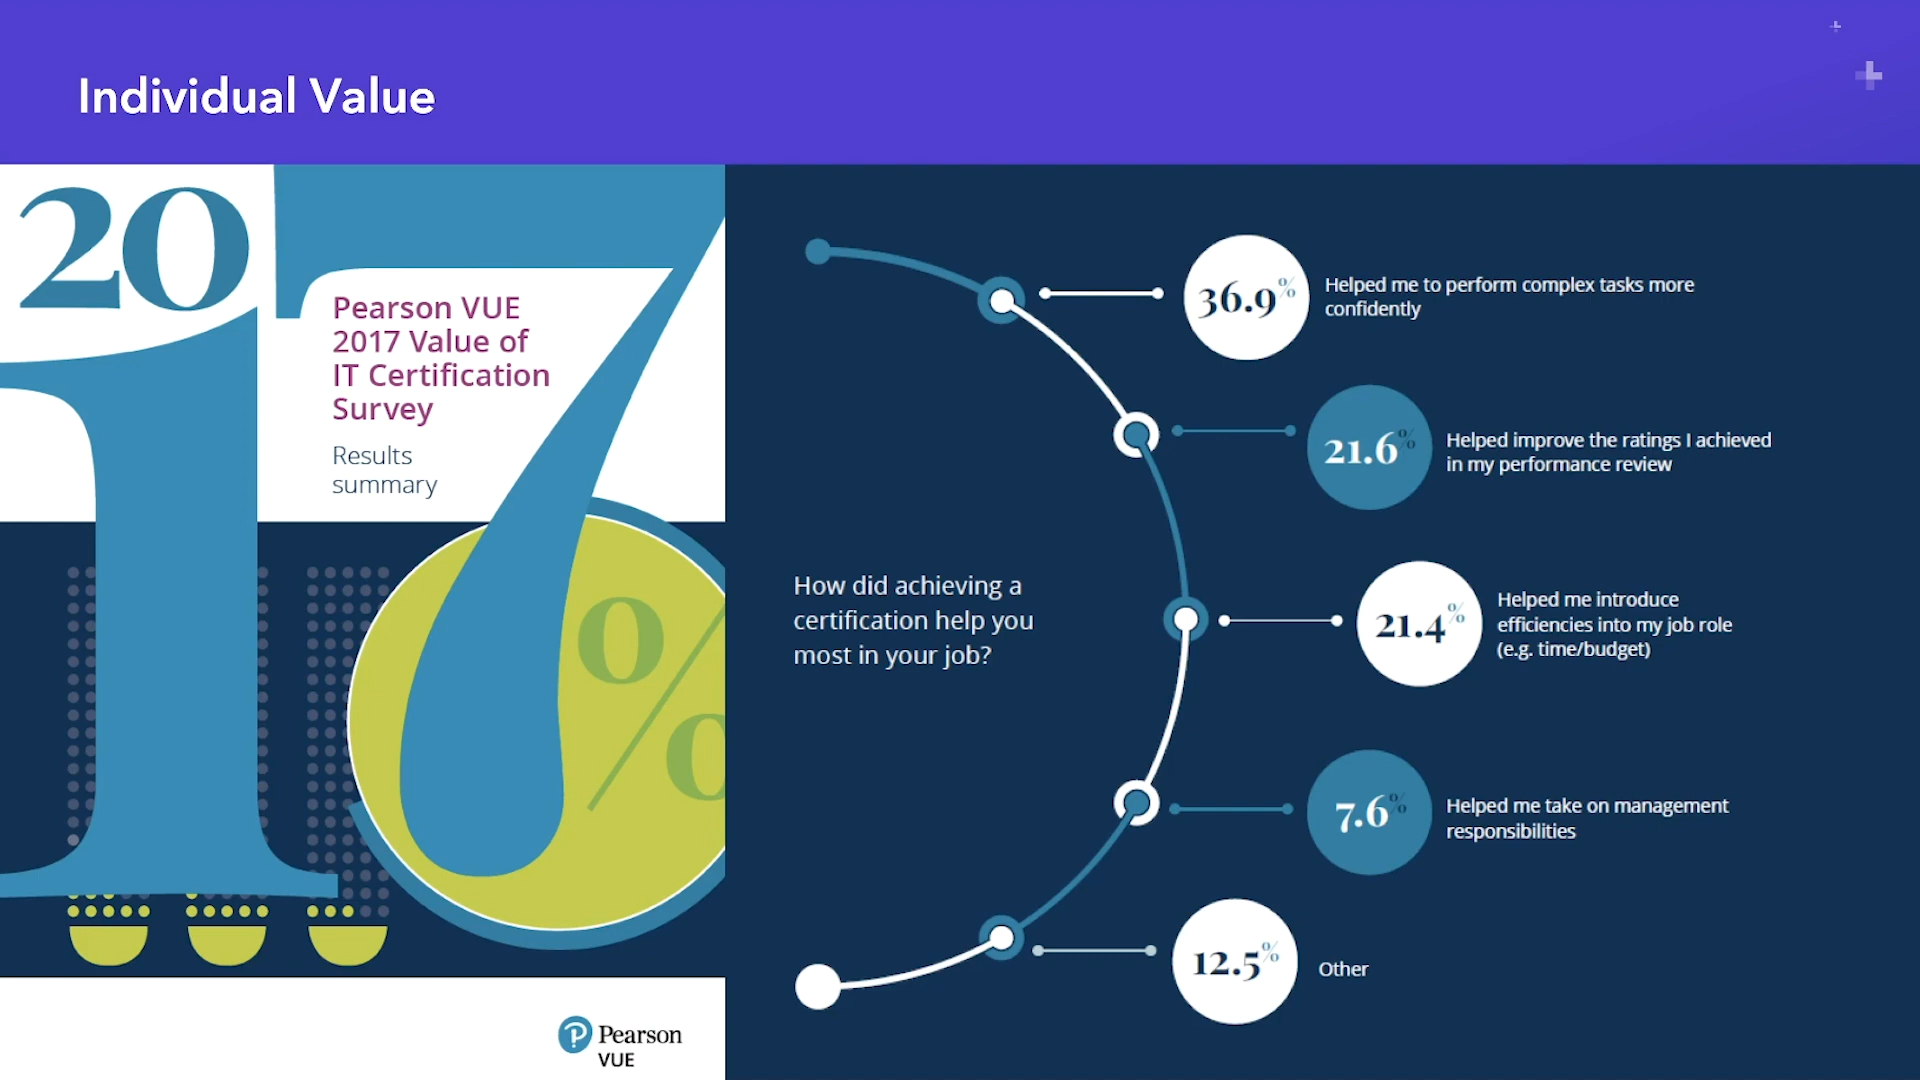 Individual Value
2017
Pearson VUE
2017 Value of
IT Certification
Survey
Results
summary
%
Pearson
VUE
How did achieving a
certification help you
most in your job?
36.9%
Helped me to perform complex tasks more
confidently
21.6%
Helped improve the ratings I achieved
in my performance review
21.4%
Helped me introduce
efficiencies into my job role
(e.g. time/budget)
7.6%
Helped me take on management
responsibilities
12.5%
Other